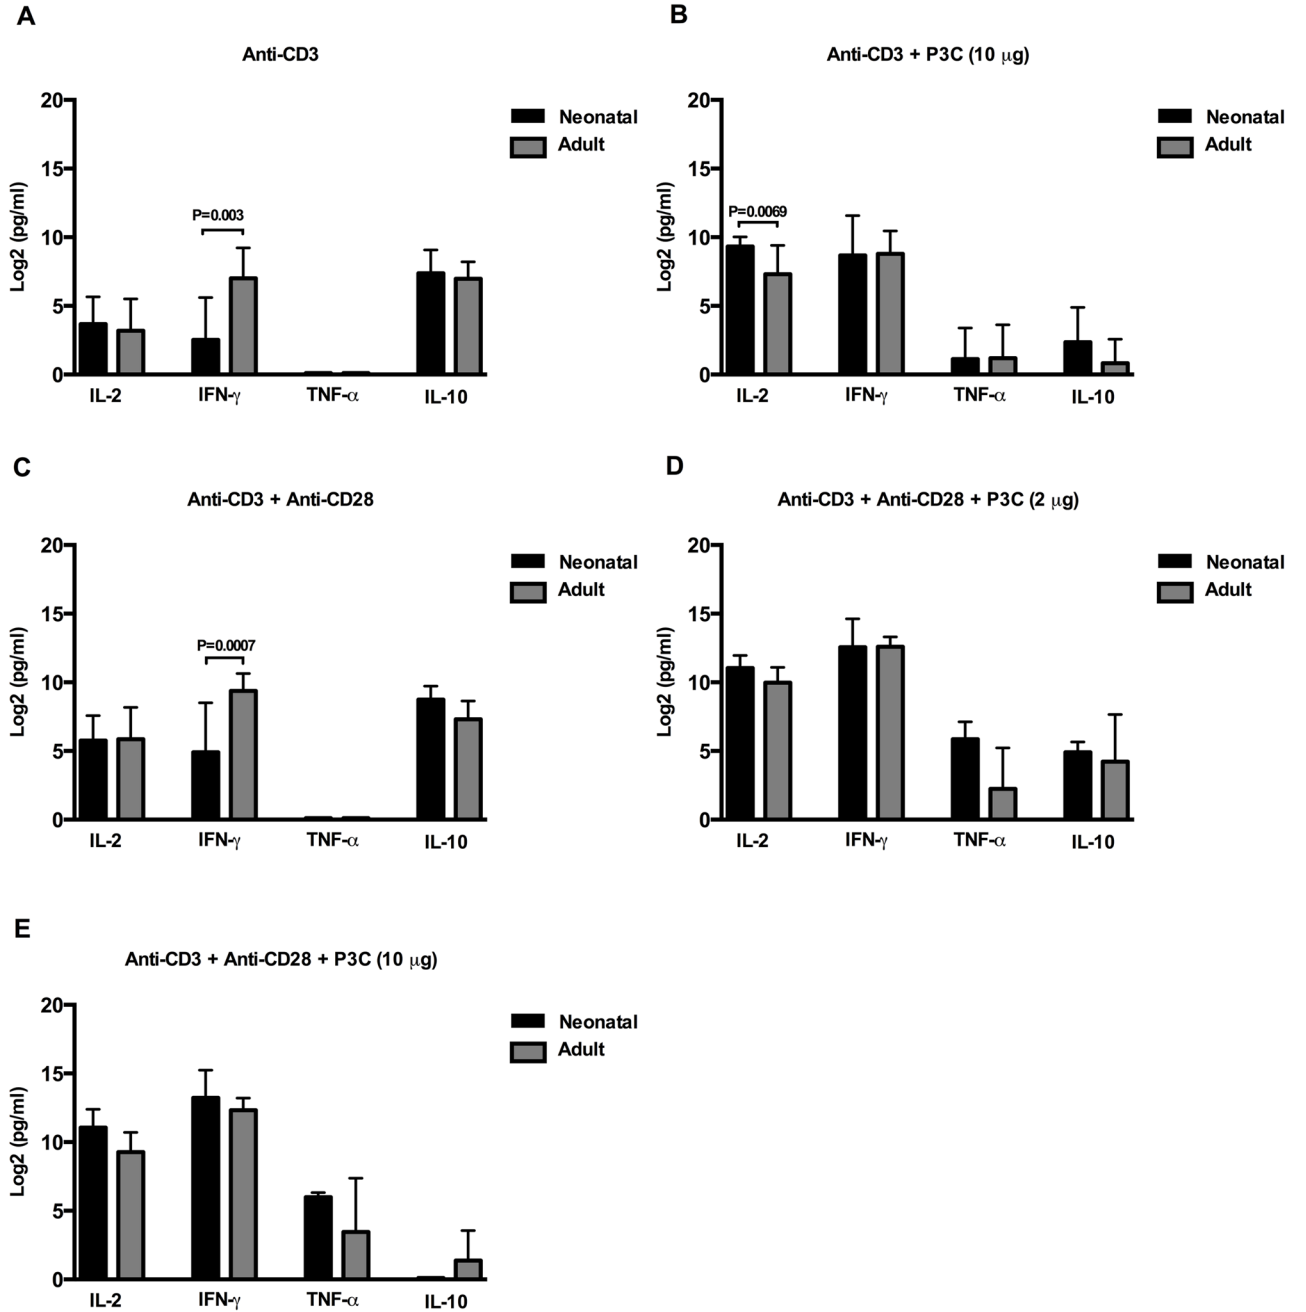 A
Anti-CD3
20
15
10
5
0
Log2 (pg/ml)
P=0.003
Neonatal
Adult
IL-2 IFN-γ TNF-α IL-10
B
Anti-CD3 + P3C (10 μg)
20
15
10
5
0
Log2 (pg/ml)
P=0.0069
Neonatal
Adult
IL-2 IFN-γ TNF-α IL-10
C
Anti-CD3 + Anti-CD28
20
15
10
5
0
Log2 (pg/ml)
P=0.0007
Neonatal
Adult
IL-2 IFN-γ TNF-α IL-10
D
Anti-CD3 + Anti-CD28 + P3C (2 μg)
20
15
10
5
0
Log2 (pg/ml)
Neonatal
Adult
IL-2 IFN-γ TNF-α IL-10
E
Anti-CD3 + Anti-CD28 + P3C (10 μg)
20
15
10
5
0
Log2 (pg/ml)
Neonatal
Adult
IL-2 IFN-γ TNF-α IL-10